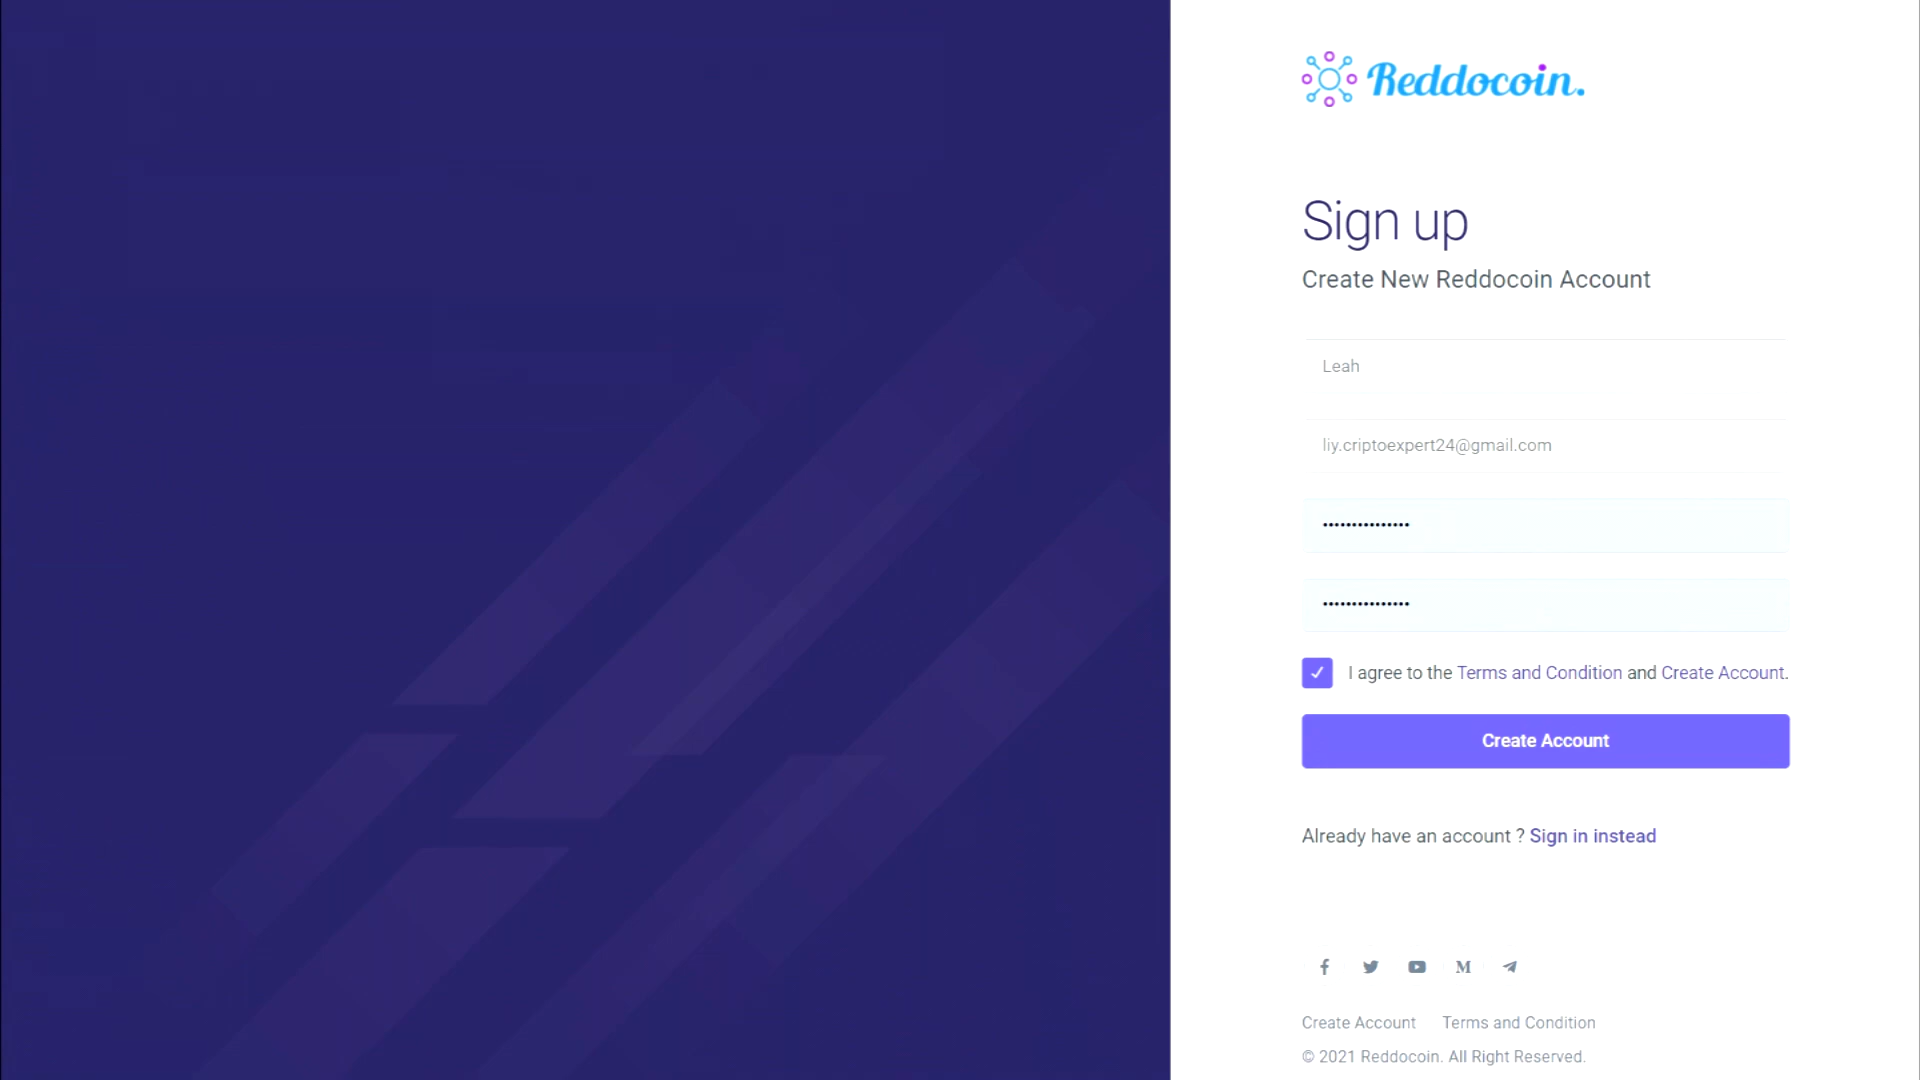 Reddocoin.
Sign up
Create New Reddocoin Account
Leah
liy.criptoexpert24@gmail.com
•••••••••••••••
•••••••••••••••
I agree to the Terms and Condition and Create Account.
Create Account
Already have an account ? Sign in instead
Create Account Terms and Condition
© 2021 Reddocoin. All Right Reserved.